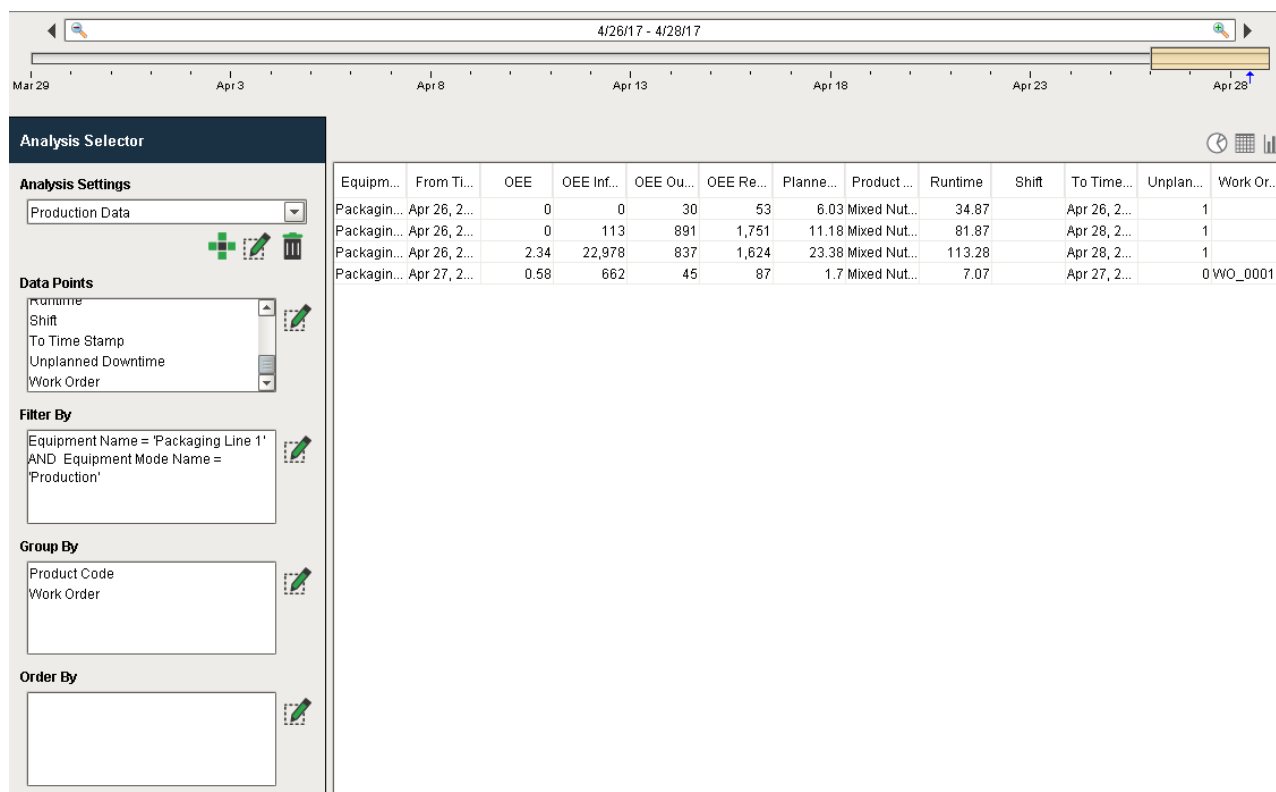 4/26/17 - 4/28/17
Mar 29 Apr 3 Apr 8 Apr 13 Apr 18 Apr 23 Apr 28
Analysis Selector
Analysis Settings
Production Data
Data Points
Runtime
Shift
To Time Stamp
Unplanned Downtime
Work Order
Filter By
Equipment Name = 'Packaging Line 1'
AND Equipment Mode Name =
'Production'
Group By
Product Code
Work Order
Order By
Equipm... From Ti... OEE OEE Inf... OEE Ou... OEE Re... Planne... Product ... Runtime Shift To Time... Unplan... Work Or...
Packagin... Apr 26, 2... 0 0 30 53 6.03 Mixed Nut... 34.87 Apr 26, 2... 1
Packagin... Apr 26, 2... 0 113 891 1,751 11.18 Mixed Nut... 81.87 Apr 28, 2... 1
Packagin... Apr 26, 2... 2.34 22,978 837 1,624 23.38 Mixed Nut... 113.28 Apr 28, 2... 1
Packagin... Apr 27, 2... 0.58 662 45 87 1.7 Mixed Nut... 7.07 Apr 27, 2... 0 WO_0001